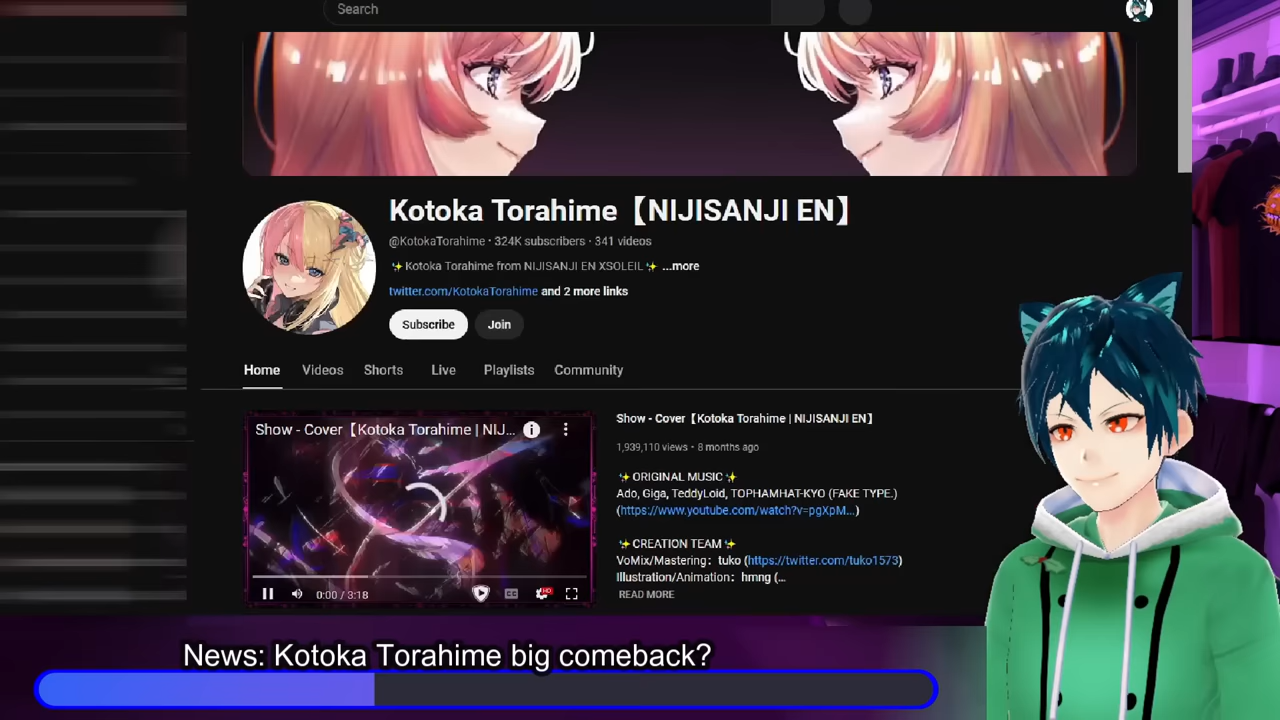 Search
Kotoka Torahime【NIJISANJI EN】
@KotokaTorahime · 324K subscribers · 341 videos
✨Kotoka Torahime from NIJISANJI EN XSOLEIL✨ ...more
twitter.com/KotokaTorahime and 2 more links
Subscribe Join
Home Videos Shorts Live Playlists Community
Show - Cover【Kotoka Torahime | NIJ...
0:00 / 3:18
CC HD
Show - Cover【Kotoka Torahime | NIJISANJI EN】
1,939,110 views • 8 months ago
✨ORIGINAL MUSIC✨
Ado, Giga, TeddyLoid, TOPHAMHAT-KYO (FAKE TYPE.)
(https://www.youtube.com/watch?v=pgXpM...)
✨CREATION TEAM✨
VoMix/Mastering：tuko (https://twitter.com/tuko1573)
Illustration/Animation：hmng (...
READ MORE
News: Kotoka Torahime big comeback?